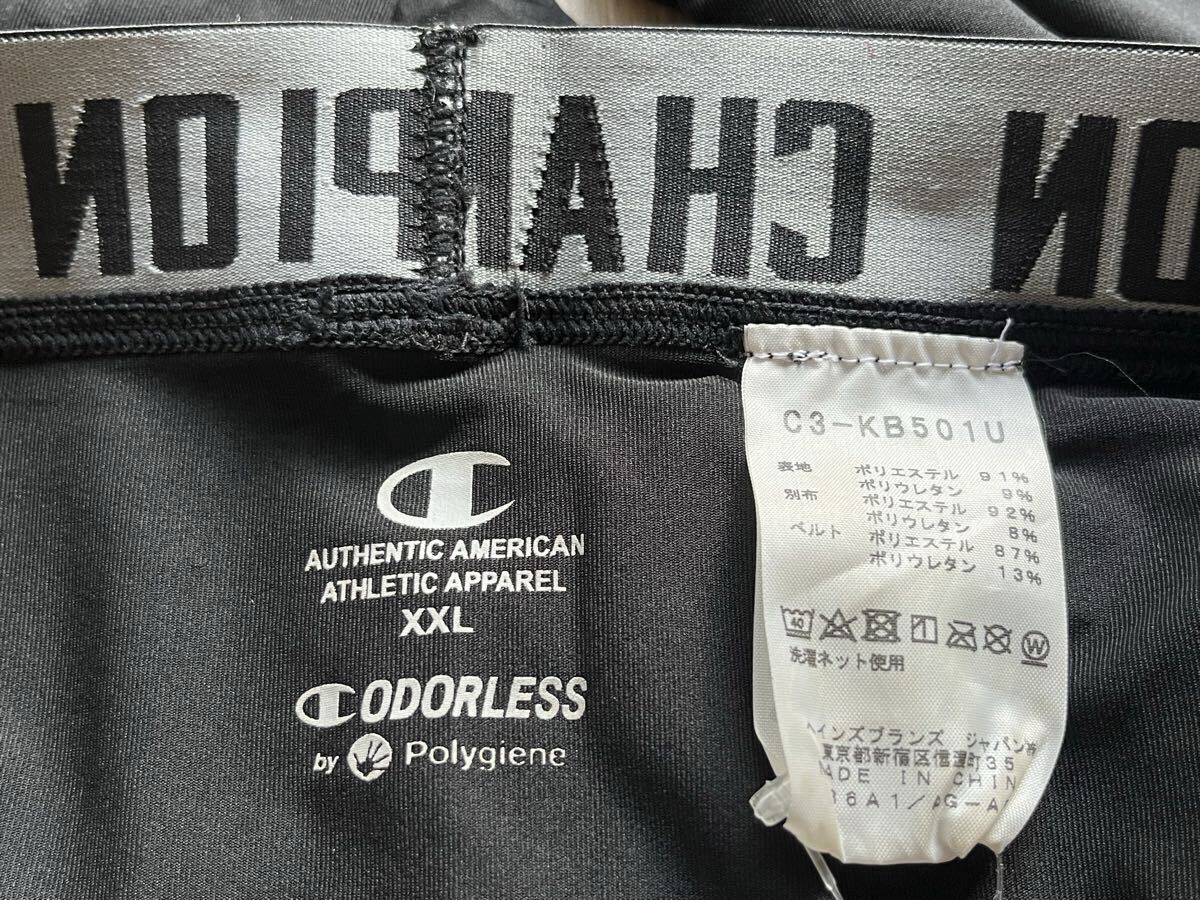 CHAMPION
AUTHENTIC AMERICAN
ATHLETIC APPAREL
XXL
ODORLESS
by Polygiene
C3-KB501U
表地 ポリエステル 91%
ポリウレタン 9%
別布 ポリエステル 92%
ポリウレタン 8%
ベルト ポリエステル 87%
ポリウレタン 13%
40
W
洗濯ネット使用
インズブランズ ジャパン㈱
東京都新宿区信濃町35
MADE IN CHIN